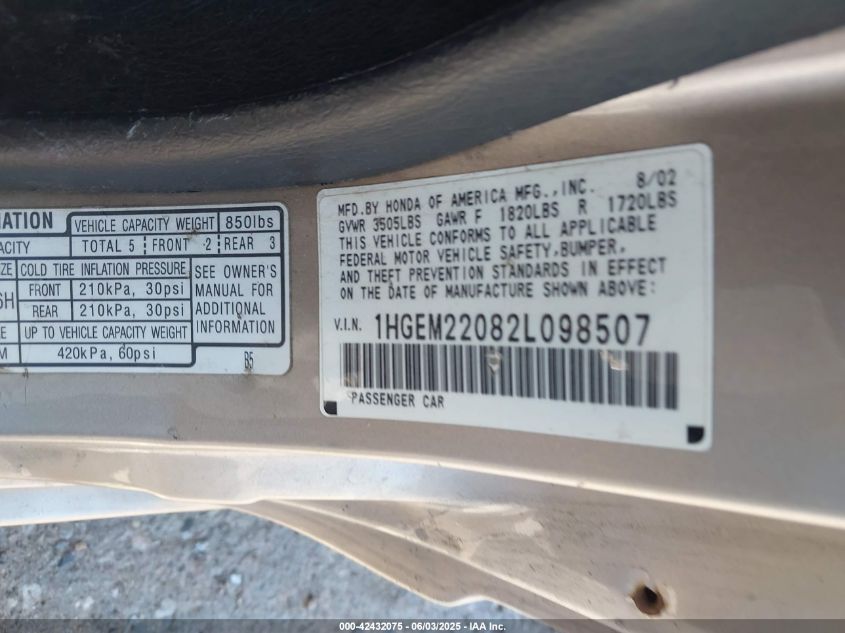 MATION
VEHICLE CAPACITY WEIGHT 850lbs
TOTAL 5 FRONT 2 REAR 3
COLD TIRE INFLATION PRESSURE
SEE OWNER'S MANUAL FOR ADDITIONAL INFORMATION
FRONT 210kPa, 30psi
REAR 210kPa, 30psi
UP TO VEHICLE CAPACITY WEIGHT
420kPa, 60psi
B5
MFD.BY HONDA OF AMERICA MFG.,INC. 8/02
GVWR 3505LBS GAWR F 1820LBS R 1720LBS
THIS VEHICLE CONFORMS TO ALL APPLICABLE
FEDERAL MOTOR VEHICLE SAFETY,BUMPER,
AND THEFT PREVENTION STANDARDS IN EFFECT
ON THE DATE OF MANUFACTURE SHOWN ABOVE:
V.I.N. 1HGEM22082L098507
PASSENGER CAR
000-42432075 - 06/03/2025 - IAA Inc.